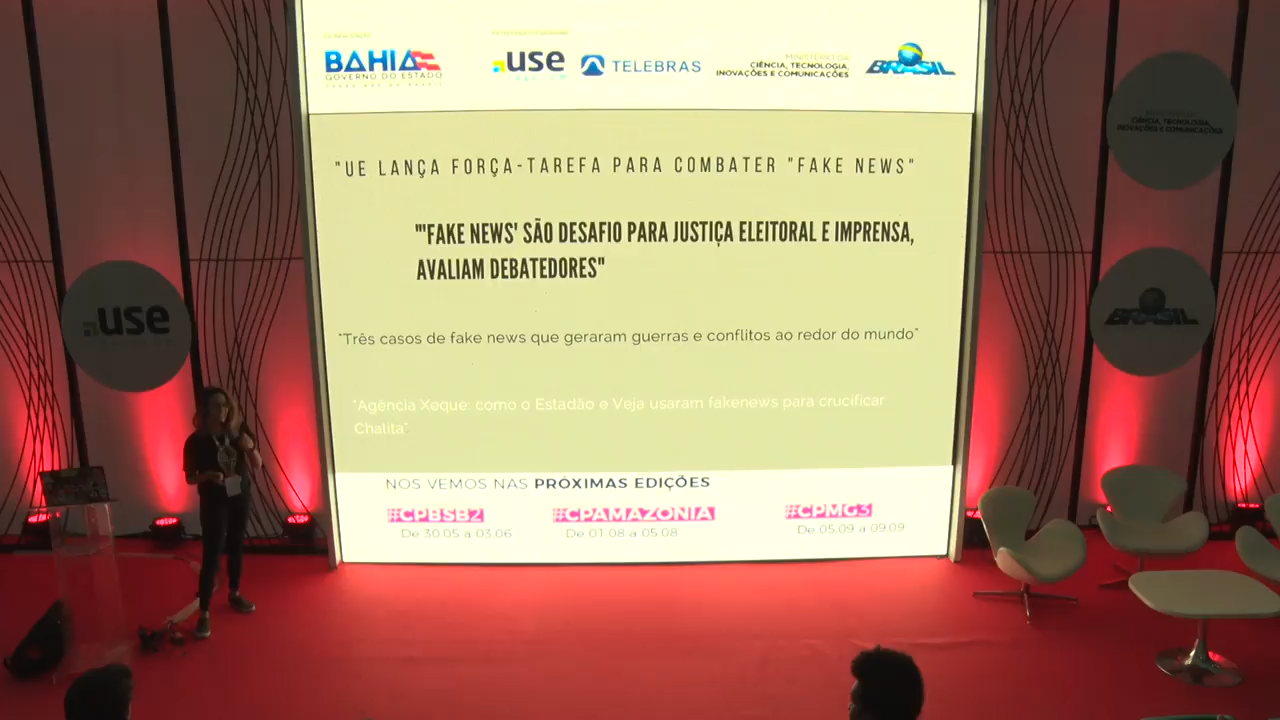 BAHIA
GOVERNO DO ESTADO
use
TELEBRAS
MINISTÉRIO DA
CIÊNCIA, TECNOLOGIA,
INOVAÇÕES E COMUNICAÇÕES
BRASIL
"UE LANÇA FORÇA-TAREFA PARA COMBATER "FAKE NEWS"
"'FAKE NEWS' SÃO DESAFIO PARA JUSTIÇA ELEITORAL E IMPRENSA,
AVALIAM DEBATEDORES"
"Três casos de fake news que geraram guerras e conflitos ao redor do mundo"
"Agência Xeque: como o Estadão e Veja usaram fakenews para crucificar
Chalita"
NOS VEMOS NAS PRÓXIMAS EDIÇÕES
#CPBSB2
De 30.05 a 03.06
#CPAMAZONIA
De 01.08 a 05.08
#CPMG3
De 05.09 a 09.09
use
CIÊNCIA, TECNOLOGIA,
INOVAÇÕES E COMUNICAÇÕES
BRASIL